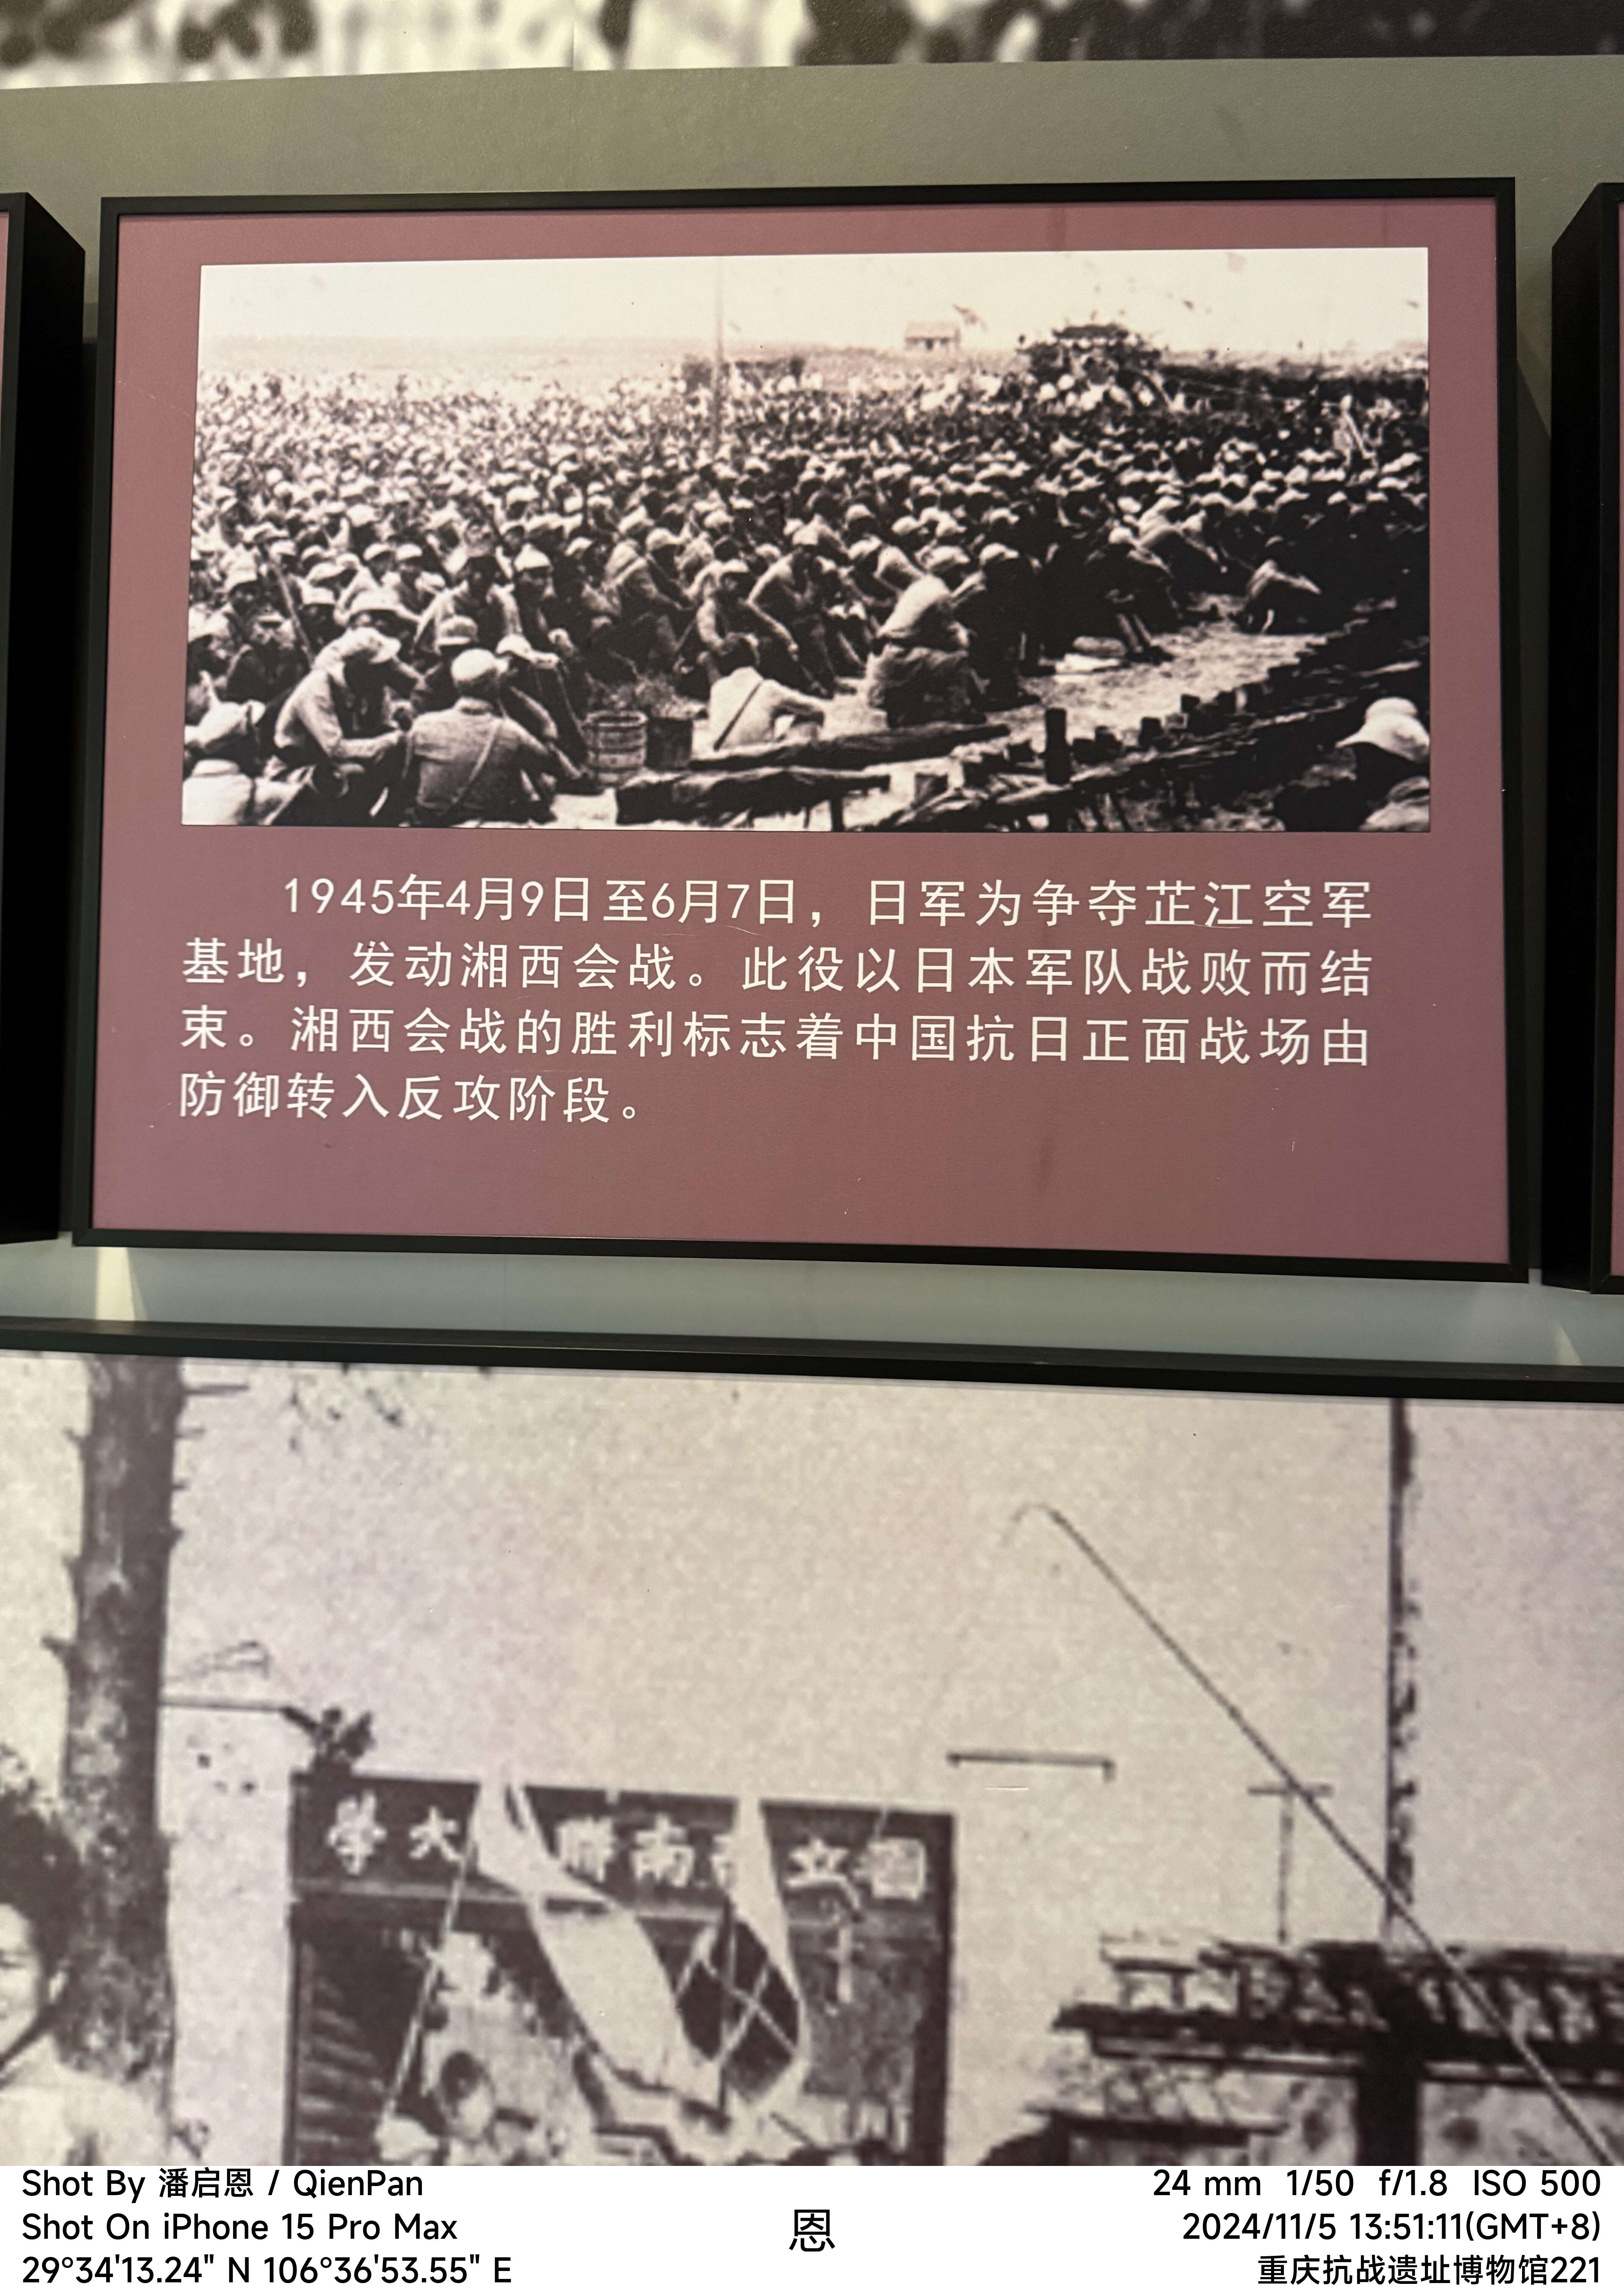 1945年4月9日至6月7日，日军为争夺芷江空军
基地，发动湘西会战。此役以日本军队战败而结
束。湘西会战的胜利标志着中国抗日正面战场由
防御转入反攻阶段。
國立南聯大學
Shot By 潘启恩 / QienPan
Shot On iPhone 15 Pro Max
29°34'13.24" N 106°36'53.55" E
恩
24 mm 1/50 f/1.8 ISO 500
2024/11/5 13:51:11(GMT+8)
重庆抗战遗址博物馆221